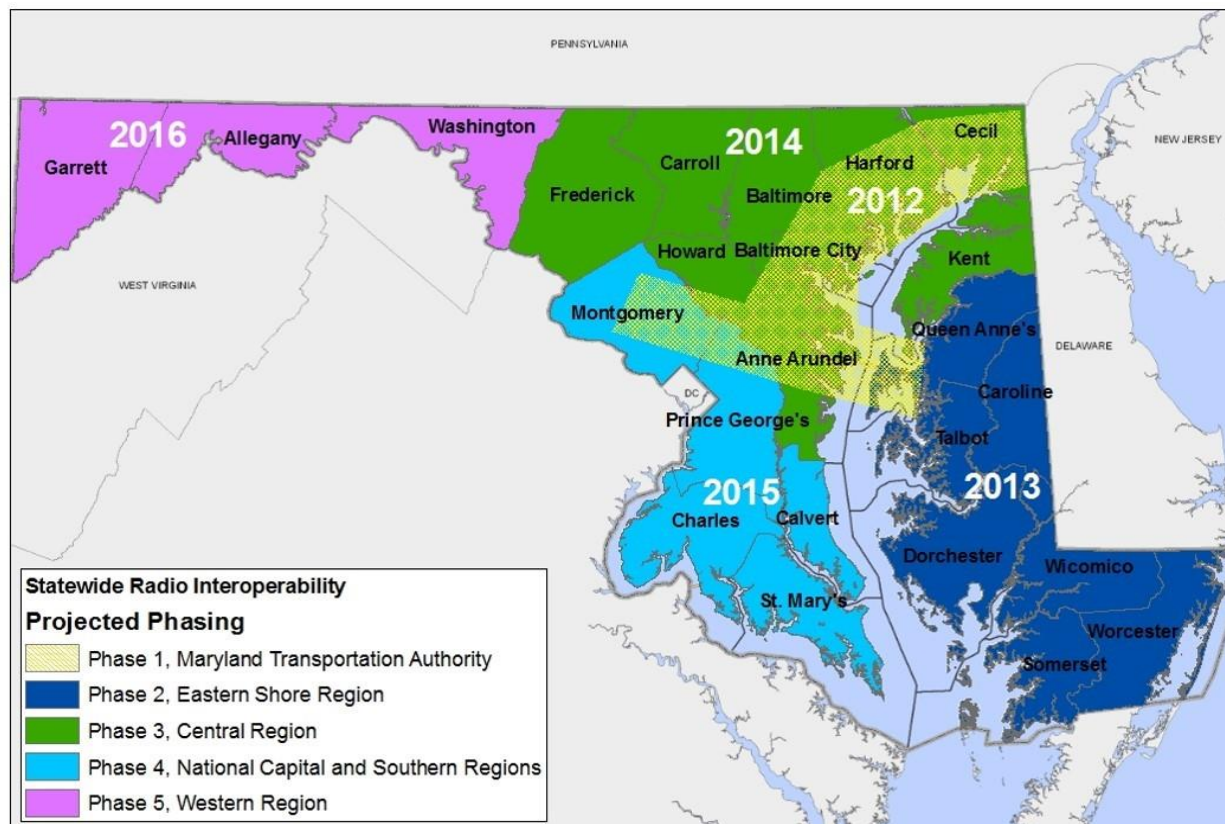 PENNSYLVANIA
2016
Garrett
Allegany
Washington
2014
Cecil
Carroll
Harford
NEW JERSEY
Frederick
Baltimore
2012
Howard
Baltimore City
Kent
WEST VIRGINIA
Montgomery
Queen Anne's
DELAWARE
Anne Arundel
DC
Caroline
Prince George's
Talbot
2015
2013
Charles
Calvert
Dorchester
Wicomico
St. Mary's
Worcester
Somerset
Statewide Radio Interoperability
Projected Phasing
Phase 1, Maryland Transportation Authority
Phase 2, Eastern Shore Region
Phase 3, Central Region
Phase 4, National Capital and Southern Regions
Phase 5, Western Region